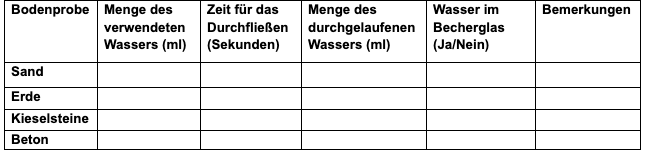 Bodenprobe
Menge des
verwendeten
Wassers (ml)
Zeit für das
Durchfließen
(Sekunden)
Menge des
durchgelaufenen
Wassers (ml)
Wasser im
Becherglas
(Ja/Nein)
Bemerkungen
Sand
Erde
Kieselsteine
Beton